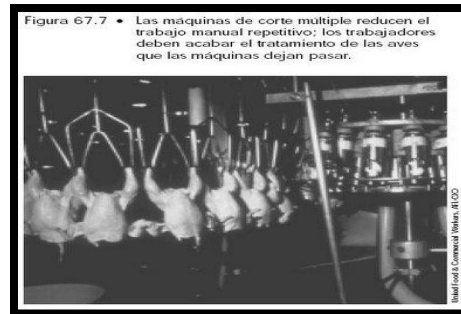 Figura 67.7 • Las máquinas de corte múltiple reducen el
trabajo manual repetitivo; los trabajadores
deben acabar el tratamiento de las aves
que las máquinas dejan pasar.
United Food & Commercial Workers, AFL-CIO